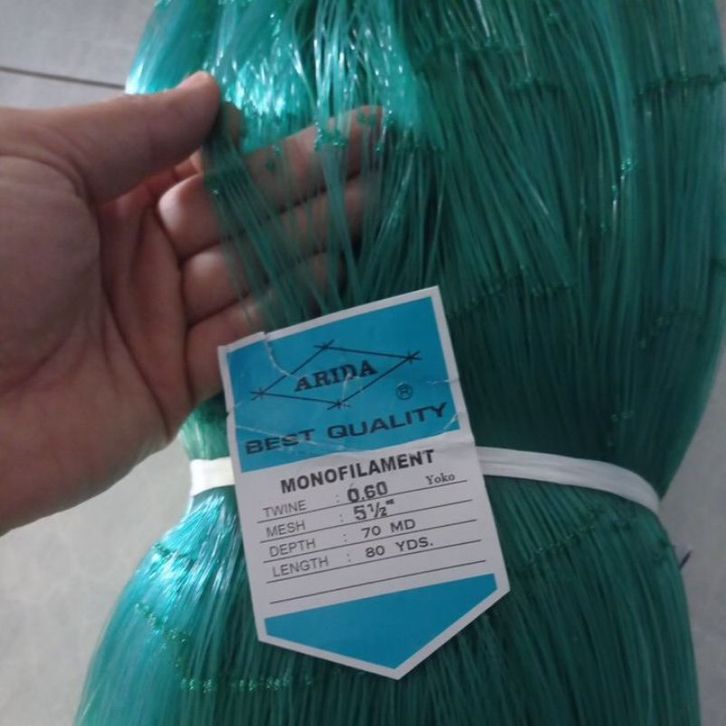 ARIDA
®
BEST QUALITY
MONOFILAMENT
TWINE : 0.60 Yoko
MESH : 5½"
DEPTH : 70 MD
LENGTH : 80 YDS.